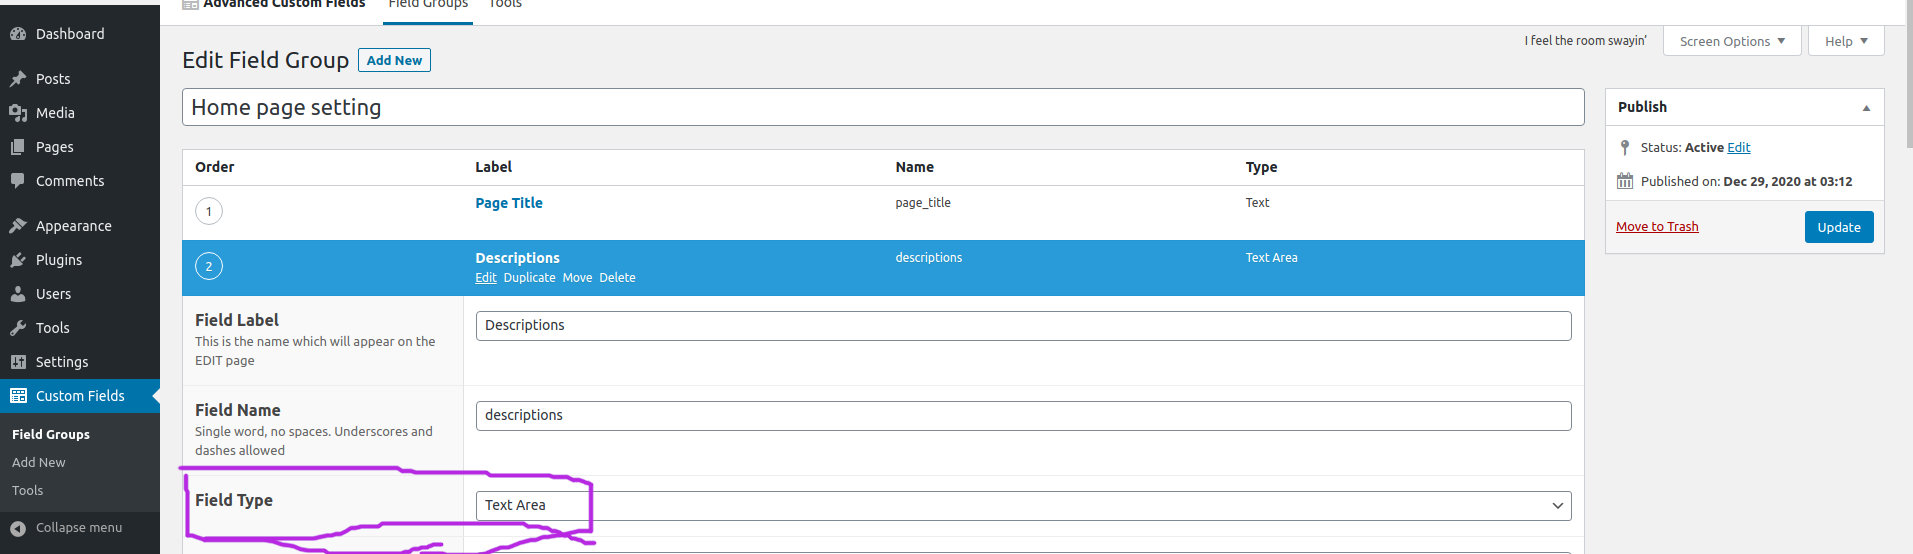 Advanced Custom Fields Field Groups Tools
Dashboard
Posts
Media
Pages
Comments
Appearance
Plugins
Users
Tools
Settings
Custom Fields
Field Groups
Add New
Tools
Collapse menu
I feel the room swayin’
Screen Options
Help
Edit Field Group Add New
Home page setting
Order Label Name Type
1 Page Title page_title Text
2 Descriptions descriptions Text Area
Edit Duplicate Move Delete
Field Label
This is the name which will appear on the
EDIT page
Descriptions
Field Name
Single word, no spaces. Underscores and
dashes allowed
descriptions
Field Type
Text Area
Publish
Status: Active Edit
Published on: Dec 29, 2020 at 03:12
Move to Trash
Update